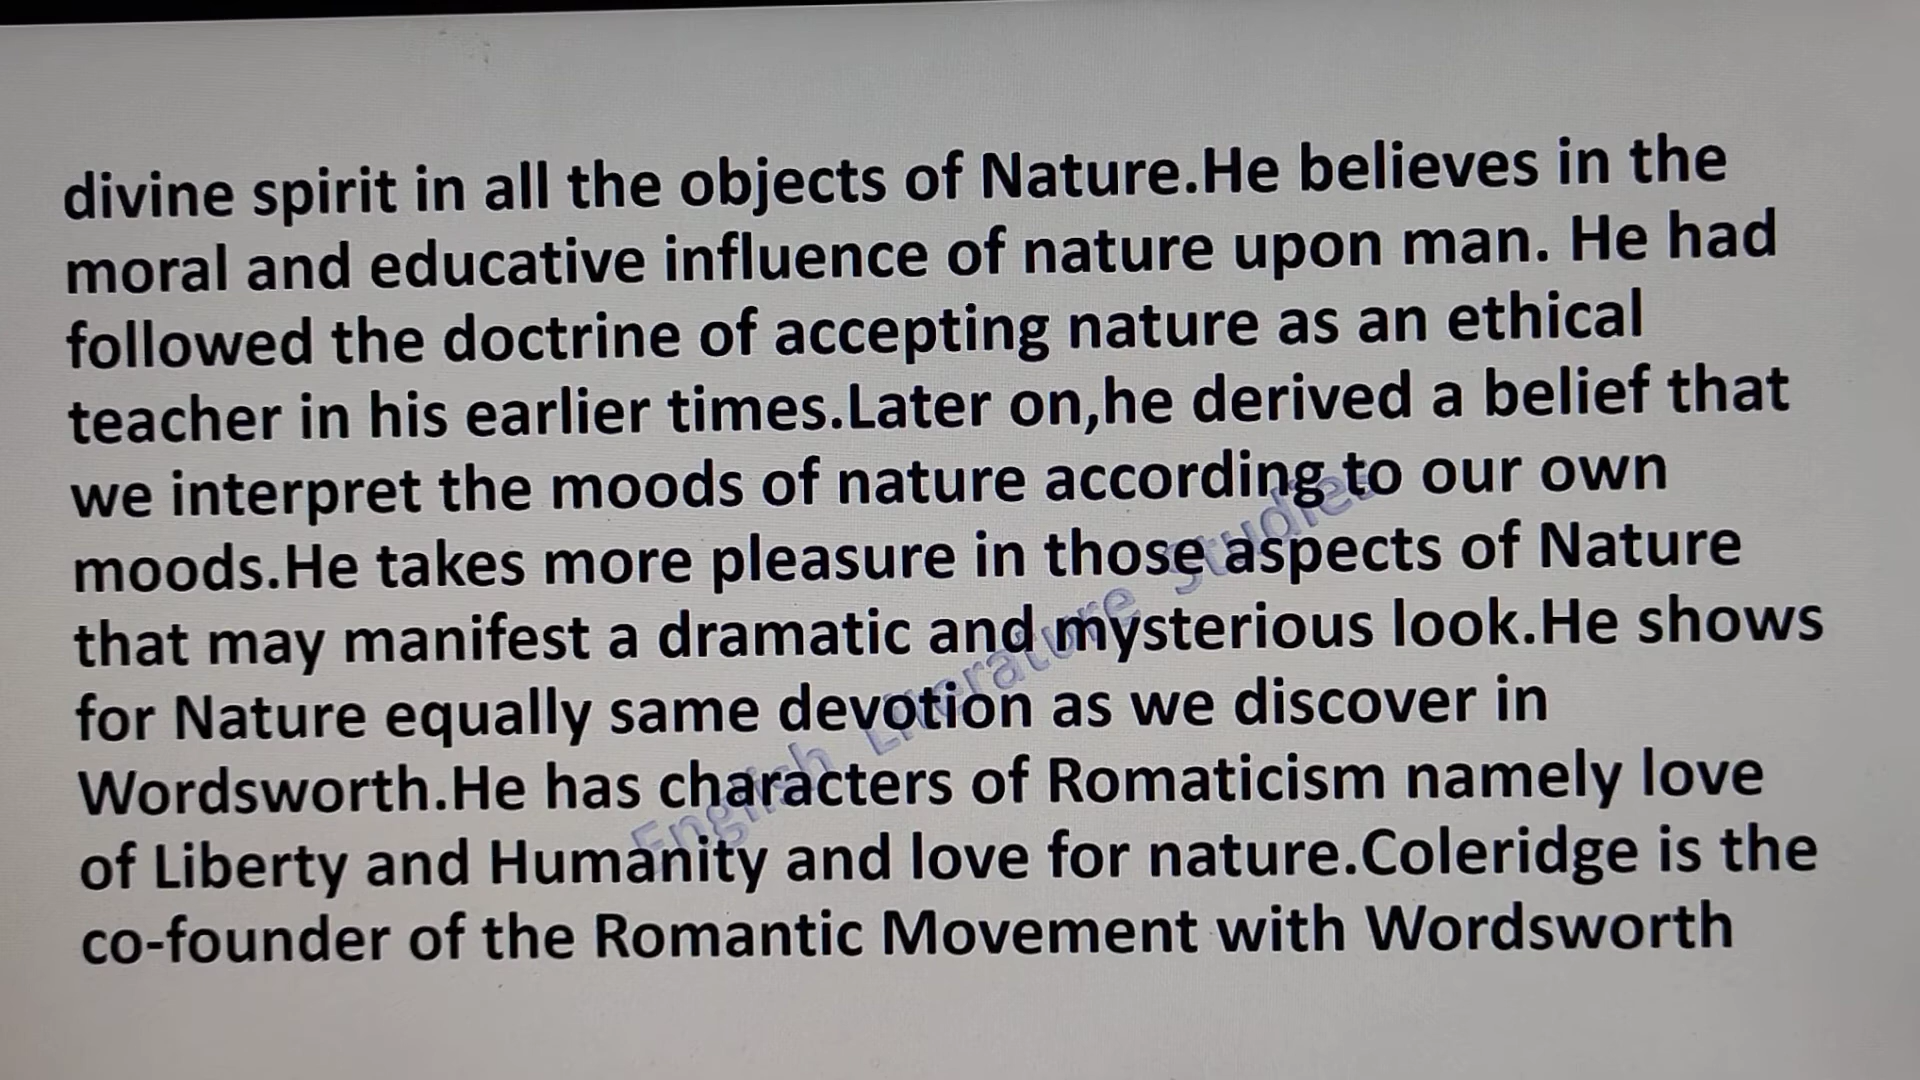 divine spirit in all the objects of Nature.He believes in the
moral and educative influence of nature upon man. He had
followed the doctrine of accepting nature as an ethical
teacher in his earlier times.Later on,he derived a belief that
we interpret the moods of nature according to our own
moods.He takes more pleasure in those aspects of Nature
that may manifest a dramatic and mysterious look.He shows
for Nature equally same devotion as we discover in
Wordsworth.He has characters of Romaticism namely love
of Liberty and Humanity and love for nature.Coleridge is the
co-founder of the Romantic Movement with Wordsworth
English Literature Studies